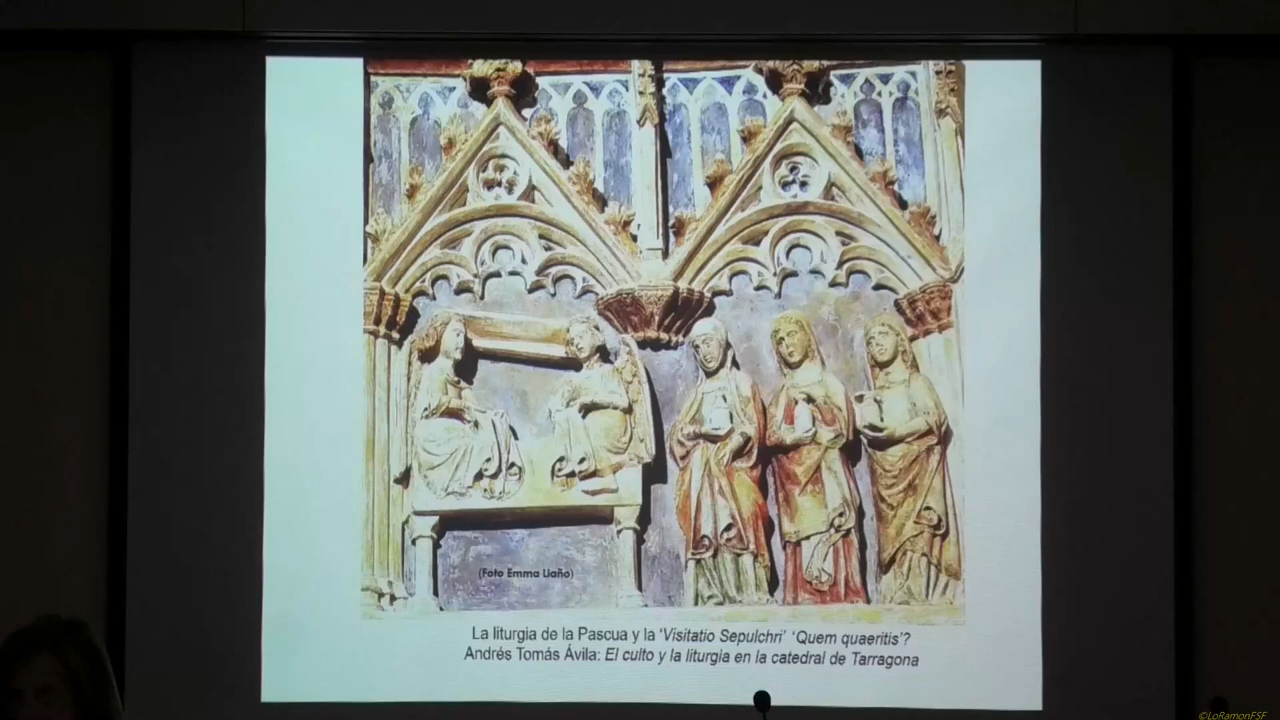 (Foto Emma Liaño)
La liturgia de la Pascua y la ‘Visitatio Sepulchri’ ‘Quem quaeritis’?
Andrés Tomás Ávila: El culto y la liturgia en la catedral de Tarragona
©LoRamonFSF